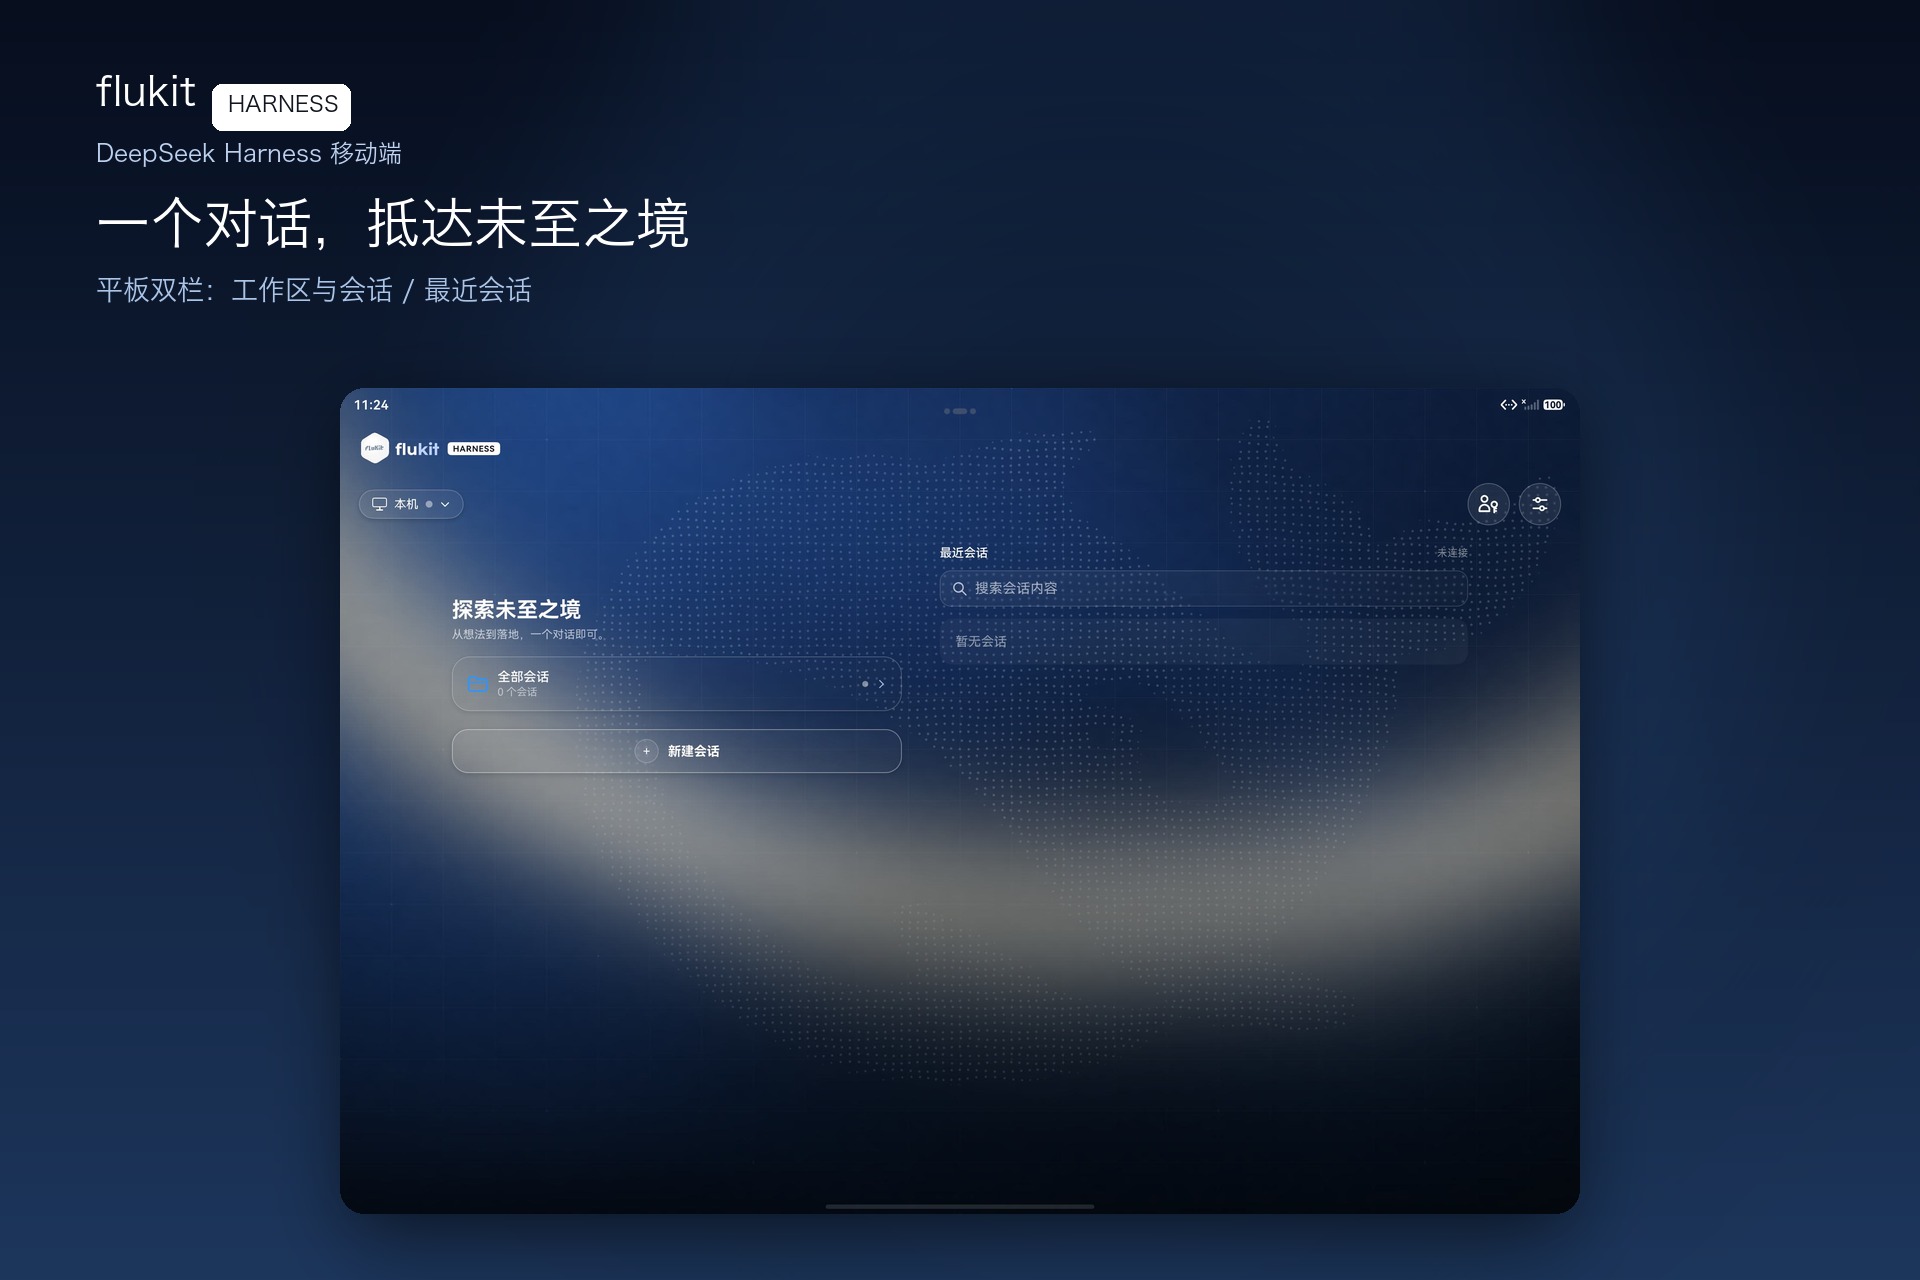 flukit HARNESS
DeepSeek Harness 移动端
一个对话，抵达未至之境
平板双栏：工作区与会话 / 最近会话
11:24
100
flukit flukit HARNESS
本机
最近会话 未连接
搜索会话内容
暂无会话
探索未至之境
从想法到落地，一个对话即可。
全部会话
0 个会话
新建会话